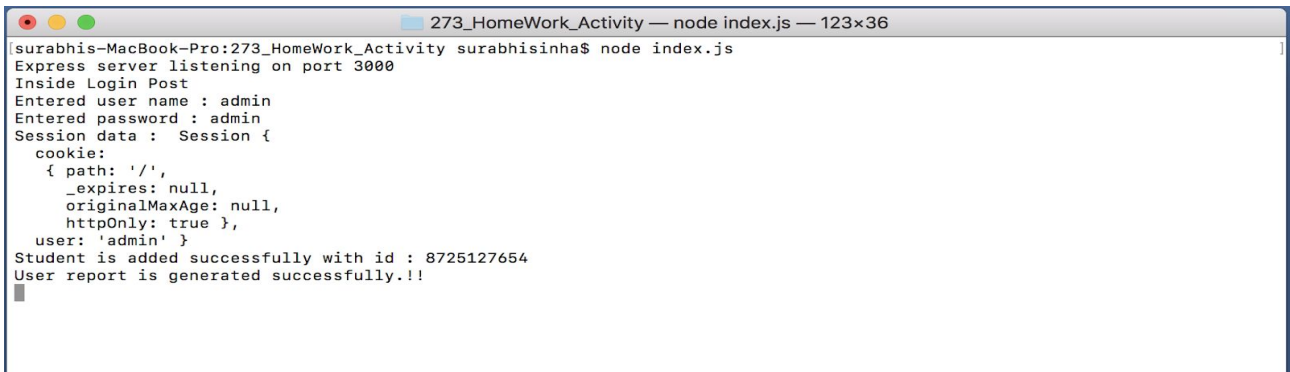 273_HomeWork_Activity — node index.js — 123×36
[surabhis-MacBook-Pro:273_HomeWork_Activity surabhisinha$ node index.js ]
Express server listening on port 3000
Inside Login Post
Entered user name : admin
Entered password : admin
Session data :  Session {
  cookie:
   { path: '/',
     _expires: null,
     originalMaxAge: null,
     httpOnly: true },
  user: 'admin' }
Student is added successfully with id : 8725127654
User report is generated successfully.!!